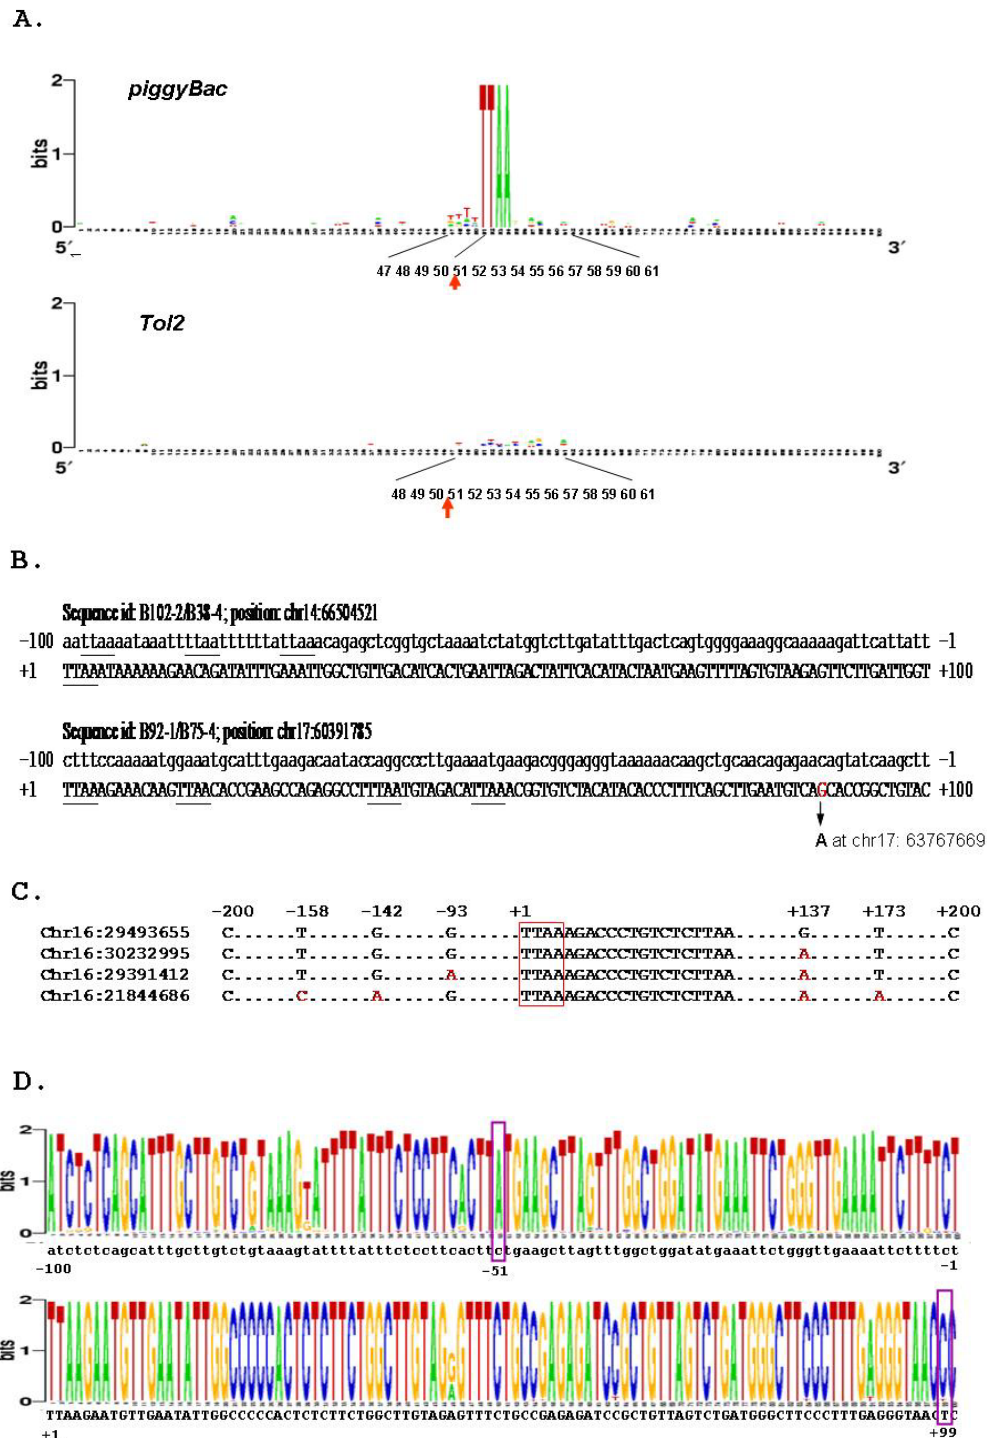 A.
piggyBac
2
1
0
bits
5′
3′
1
47 48 49 50 51 52 53 54 55 56 57 58 59 60 61
Tol2
2
1
0
bits
5′
3′
48 49 50 51 52 53 54 55 56 57 58 59 60 61
B.
Sequence id: B102-2/B38-4; position: chr14:66504521
−100 aattaaaataaattttaattttttattaaacagagctcggtgctaaaatctatggtcttgatatttgactcagtggggaaaggcaaaaagattcattatt −1
+1 TTAAATAAAAAAGAACAGATATTTGAAATTGGCTGTTGACATCACTGAATTAGACTATTCACATACTAATGAAGTTTTAGTGTAAGAGTTCTTGATTGGT +100
Sequence id: B92-1/B75-4; position: chr17:60391785
−100 ctttccaaaaatggaaatgcatttgaagacaataccaggcccttgaaaatgaagacgggagggtaaaaaacaagctgcaacagagaacagtatcaagctt −1
+1 TTAAAGAAACAAGTTAACACCGAAGCCAGAGGCCTTTAATGTAGACATTAAACGGTGTCTACATACACCCTTTCAGCTTGAATGTCAGCACCGGCTGTAC +100
A at chr17: 63767669
C.
−200 −158 −142 −93 +1 +137 +173 +200
Chr16:29493655 C......T......G......G......TTAAAGACCCTGTCTCTTAA......G......T......C
Chr16:30232995 C......T......G......G......TTAAAGACCCTGTCTCTTAA......A......T......C
Chr16:29391412 C......T......G......A......TTAAAGACCCTGTCTCTTAA......A......T......C
Chr16:21844686 C......C......A......G......TTAAAGACCCTGTCTCTTAA......A......A......C
D.
2
1
0
bits
atctctcagcatttgcttgtctgtaaagtattttatttctccttcacttctgaagcttagtttggctggatatgaaattctgggttgaaaattcttttct
−100 −51 −1
2
1
0
bits
TTAAGAATGTTGAATATTGGCCCCCACTCTCTTCTGGCTTGTAGAGTTTCTGCCGAGAGATCCGCTGTTAGTCTGATGGGCTTCCCTTTGAGGGTAACTC
+1 +99